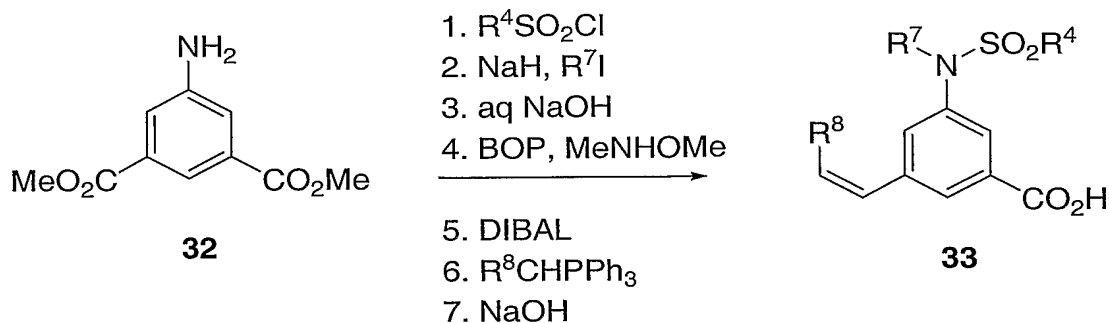 NH₂
MeO₂C
CO₂Me
32
1. R⁴SO₂Cl
2. NaH, R⁷I
3. aq NaOH
4. BOP, MeNHOMe
5. DIBAL
6. R⁸CHPPh₃
7. NaOH
R⁷
N
SO₂R⁴
R⁸
CO₂H
33